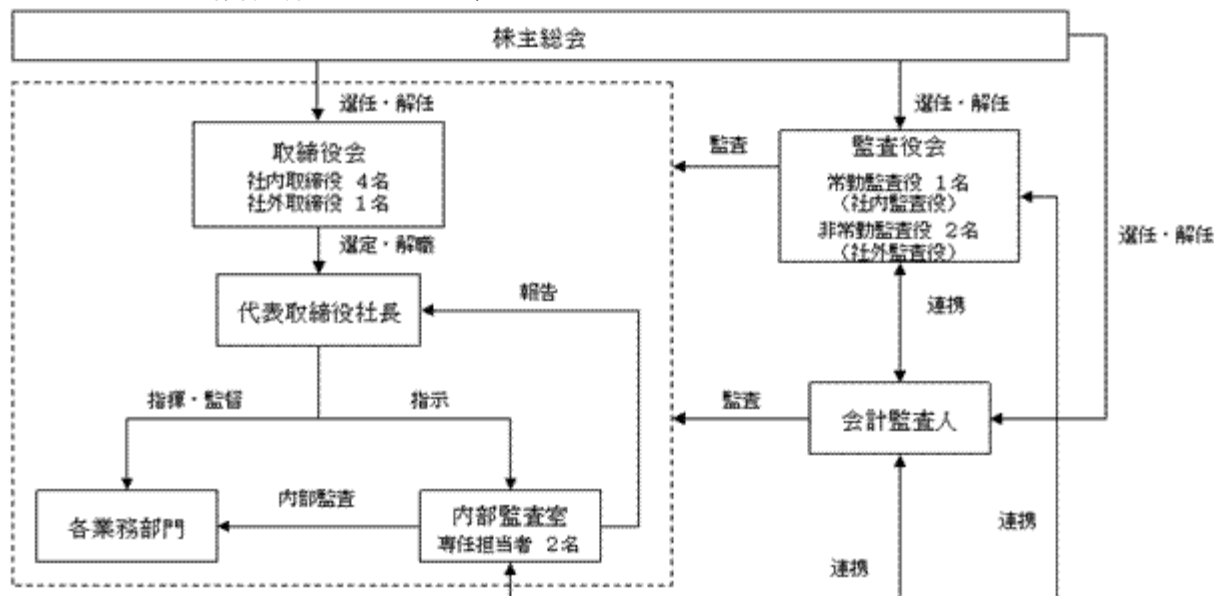 株主総会
選任・解任
選任・解任
取締役会
社内取締役 4名
社外取締役 1名
監査
監査役会
常勤監査役 1名
(社内監査役)
非常勤監査役 2名
(社外監査役)
選任・解任
選定・解職
代表取締役社長
報告
連携
指揮・監督
指示
監査
会計監査人
各業務部門
内部監査
内部監査室
専任担当者 2名
連携
連携